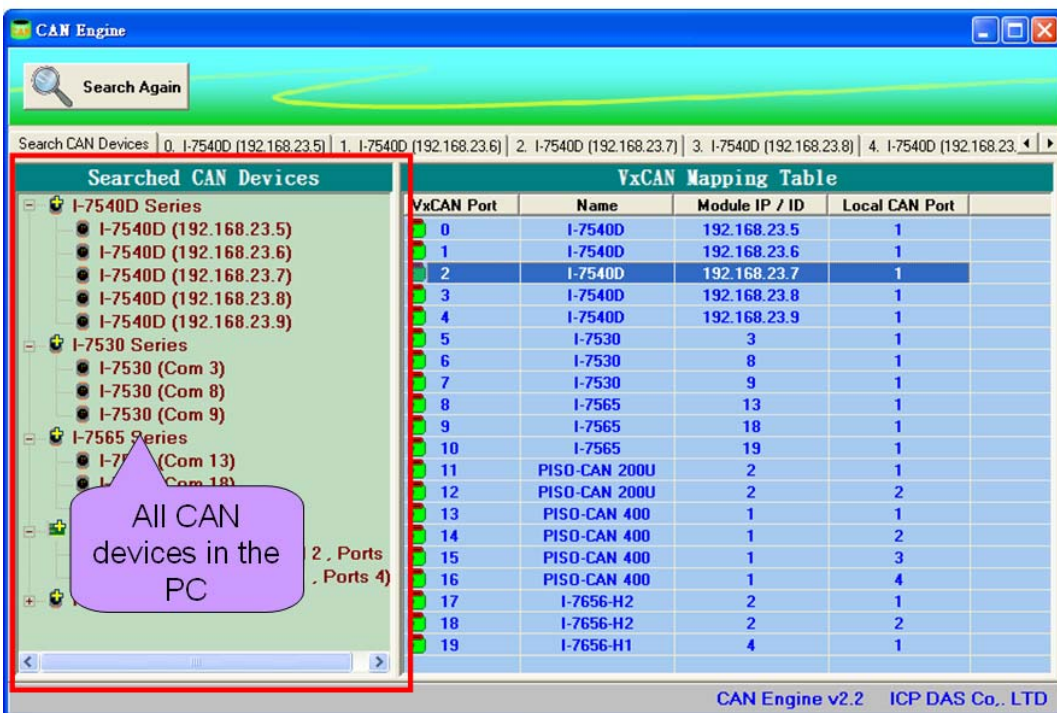 CAN Engine
Search Again
Search CAN Devices 0. I-7540D (192.168.23.5) 1. I-7540D (192.168.23.6) 2. I-7540D (192.168.23.7) 3. I-7540D (192.168.23.8) 4. I-7540D (192.168.23.
Searched CAN Devices
I-7540D Series
I-7540D (192.168.23.5)
I-7540D (192.168.23.6)
I-7540D (192.168.23.7)
I-7540D (192.168.23.8)
I-7540D (192.168.23.9)
I-7530 Series
I-7530 (Com 3)
I-7530 (Com 8)
I-7530 (Com 9)
I-7565 Series
(Com 13)
Com 18)
2 , Ports
, Ports 4)
All CAN
devices in the
PC
VxCAN Mapping Table
VxCAN Port Name Module IP / ID Local CAN Port
0 I-7540D 192.168.23.5 1
1 I-7540D 192.168.23.6 1
2 I-7540D 192.168.23.7 1
3 I-7540D 192.168.23.8 1
4 I-7540D 192.168.23.9 1
5 I-7530 3 1
6 I-7530 8 1
7 I-7530 9 1
8 I-7565 13 1
9 I-7565 18 1
10 I-7565 19 1
11 PISO-CAN 200U 2 1
12 PISO-CAN 200U 2 2
13 PISO-CAN 400 1 1
14 PISO-CAN 400 1 2
15 PISO-CAN 400 1 3
16 PISO-CAN 400 1 4
17 I-7656-H2 2 1
18 I-7656-H2 2 2
19 I-7656-H1 4 1
CAN Engine v2.2 ICP DAS Co,. LTD